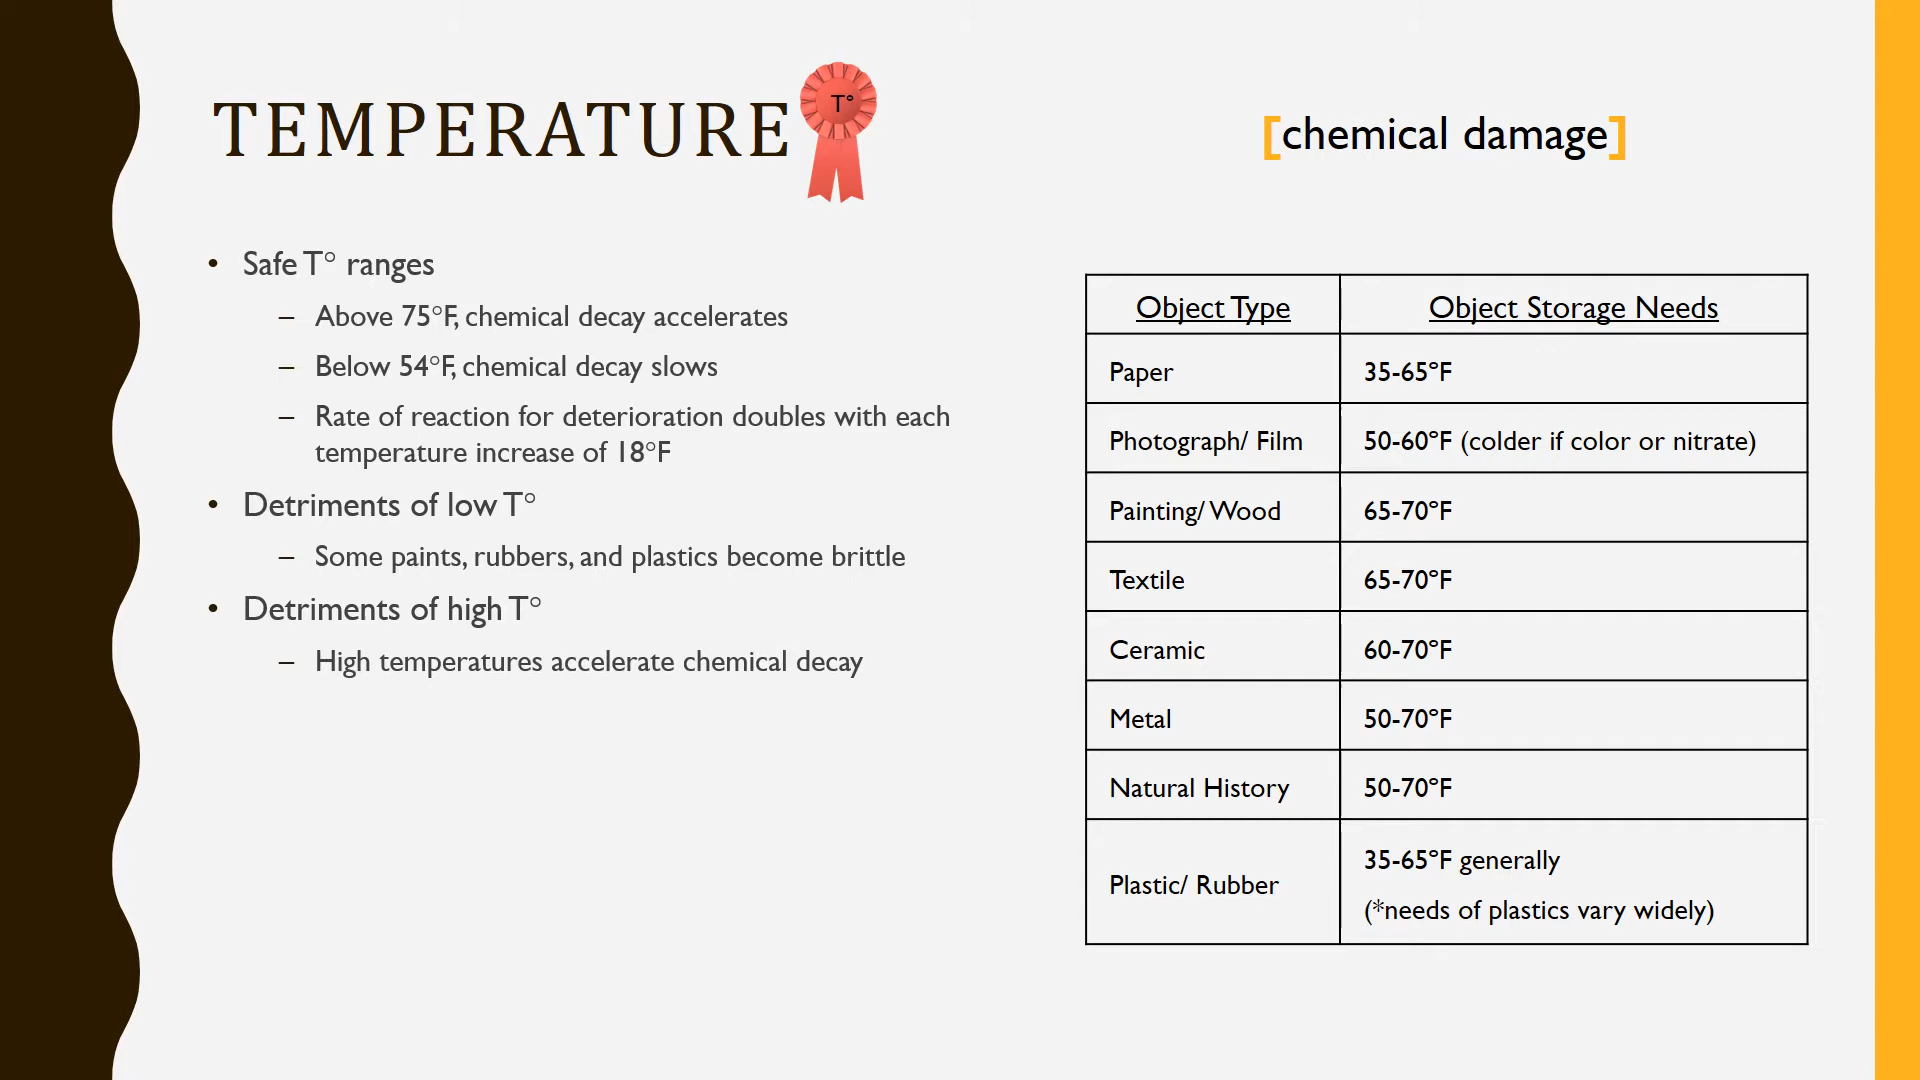 TEMPERATURE
T°
[chemical damage]
• Safe T° ranges
– Above 75°F, chemical decay accelerates
– Below 54°F, chemical decay slows
– Rate of reaction for deterioration doubles with each
temperature increase of 18°F
• Detriments of low T°
– Some paints, rubbers, and plastics become brittle
• Detriments of high T°
– High temperatures accelerate chemical decay
Object Type Object Storage Needs
Paper 35-65°F
Photograph/ Film 50-60°F (colder if color or nitrate)
Painting/ Wood 65-70°F
Textile 65-70°F
Ceramic 60-70°F
Metal 50-70°F
Natural History 50-70°F
Plastic/ Rubber 35-65°F generally
(*needs of plastics vary widely)